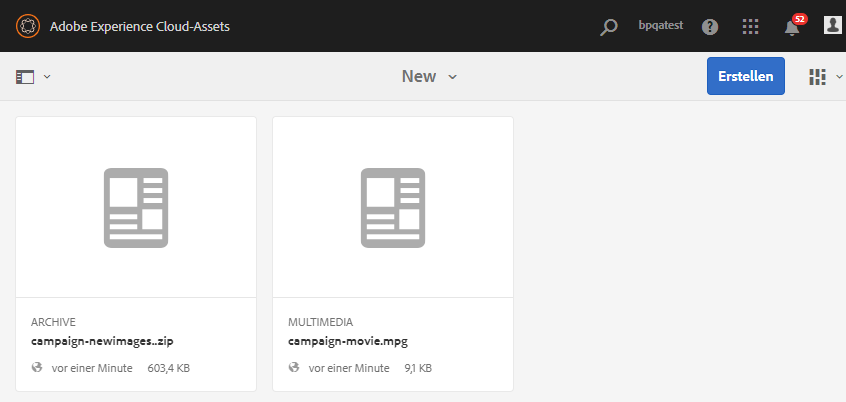 Adobe Experience Cloud-Assets
bpqatest
52
New
Erstellen
ARCHIVE
campaign-newimages..zip
vor einer Minute 603,4 KB
MULTIMEDIA
campaign-movie.mpg
vor einer Minute 9,1 KB